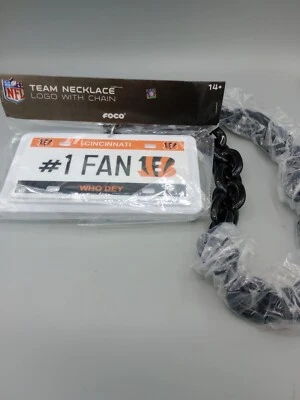 NFL
TEAM NECKLACE
LOGO WITH CHAIN
14+
FOCO
CINCINNATI
#1 FAN
WHO DEY